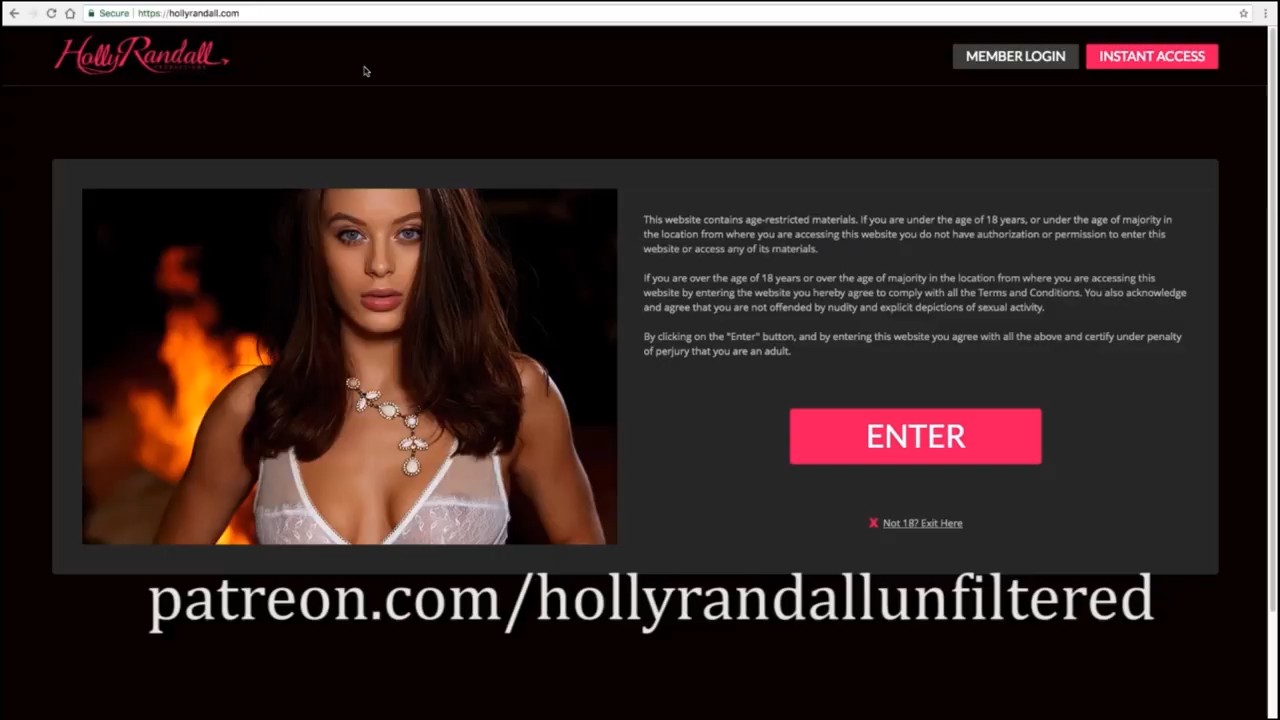 Secure https://hollyrandall.com
HollyRandall
MEMBER LOGIN INSTANT ACCESS
This website contains age-restricted materials. If you are under the age of 18 years, or under the age of majority in
the location from where you are accessing this website you do not have authorization or permission to enter this
website or access any of its materials.
If you are over the age of 18 years or over the age of majority in the location from where you are accessing this
website by entering the website you hereby agree to comply with all the Terms and Conditions. You also acknowledge
and agree that you are not offended by nudity and explicit depictions of sexual activity.
By clicking on the "Enter" button, and by entering this website you agree with all the above and certify under penalty
of perjury that you are an adult.
ENTER
X Not 18? Exit Here
patreon.com/hollyrandallunfiltered